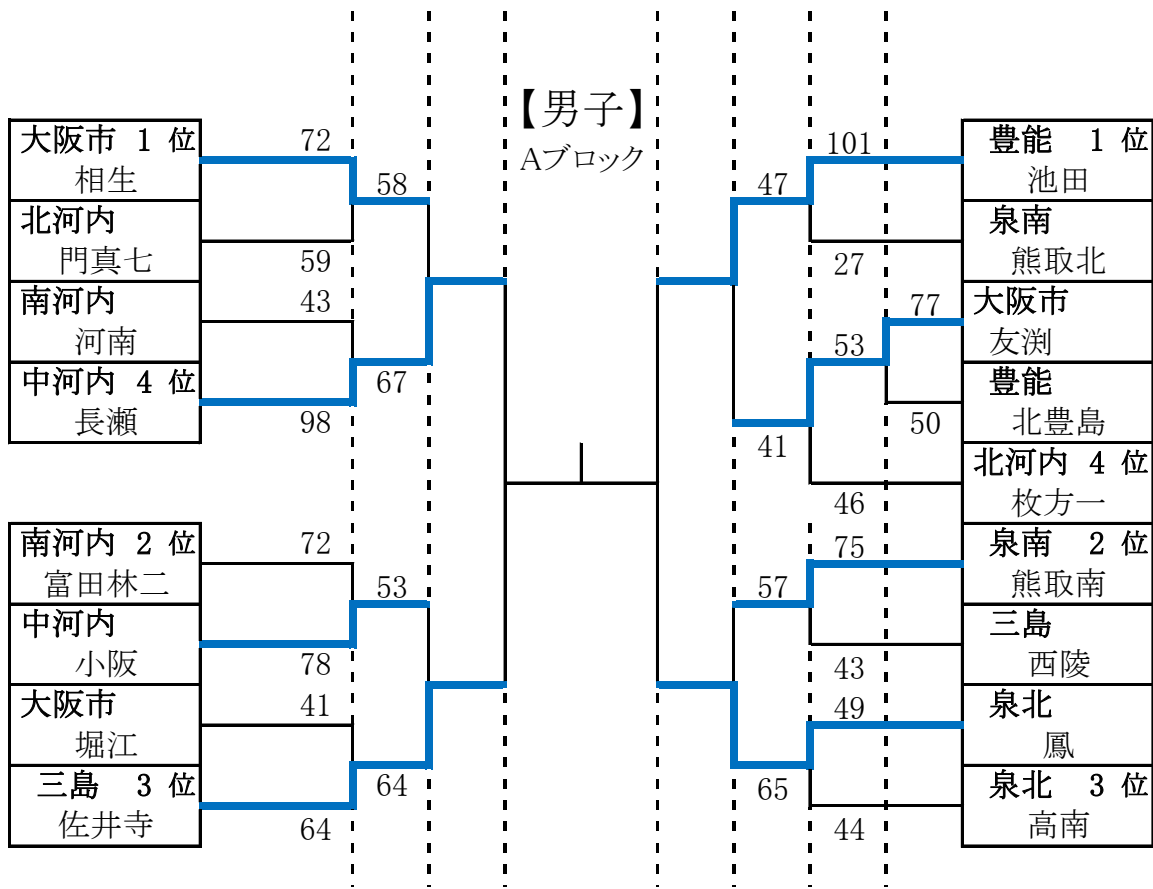 【男子】
Aブロック
大阪市 1 位
相生
北河内
門真七
南河内
河南
中河内 4 位
長瀬
72
59
43
98
58
67
南河内 2 位
富田林二
中河内
小阪
大阪市
堀江
三島 3 位
佐井寺
72
78
41
64
53
64
豊能 1 位
池田
泉南
熊取北
大阪市
友渕
豊能
北豊島
北河内 4 位
枚方一
泉南 2 位
熊取南
三島
西陵
泉北
鳳
泉北 3 位
高南
101
27
77
50
53
46
47
41
75
43
49
44
57
65